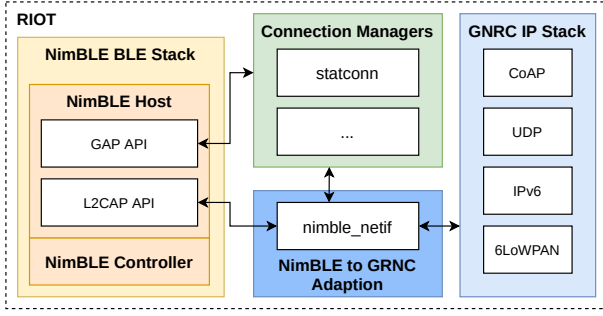 RIOT
NimBLE BLE Stack
NimBLE Host
GAP API
L2CAP API
NimBLE Controller
Connection Managers
statconn
...
nimble_netif
NimBLE to GRNC
Adaption
GNRC IP Stack
CoAP
UDP
IPv6
6LoWPAN